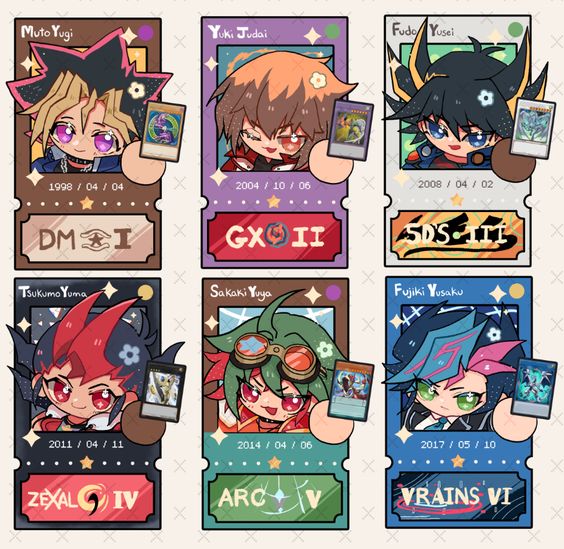 Muto Yugi
1998 / 04 / 04
DM I
Yuki Judai
2004 / 10 / 06
GX II
Fudo Yusei
2008 / 04 / 02
5D'S III
Tsukumo Yuma
2011 / 04 / 11
ZEXAL IV
Sakaki Yuya
2014 / 04 / 06
ARC V
Fujiki Yusaku
2017 / 05 / 10
VRAINS VI